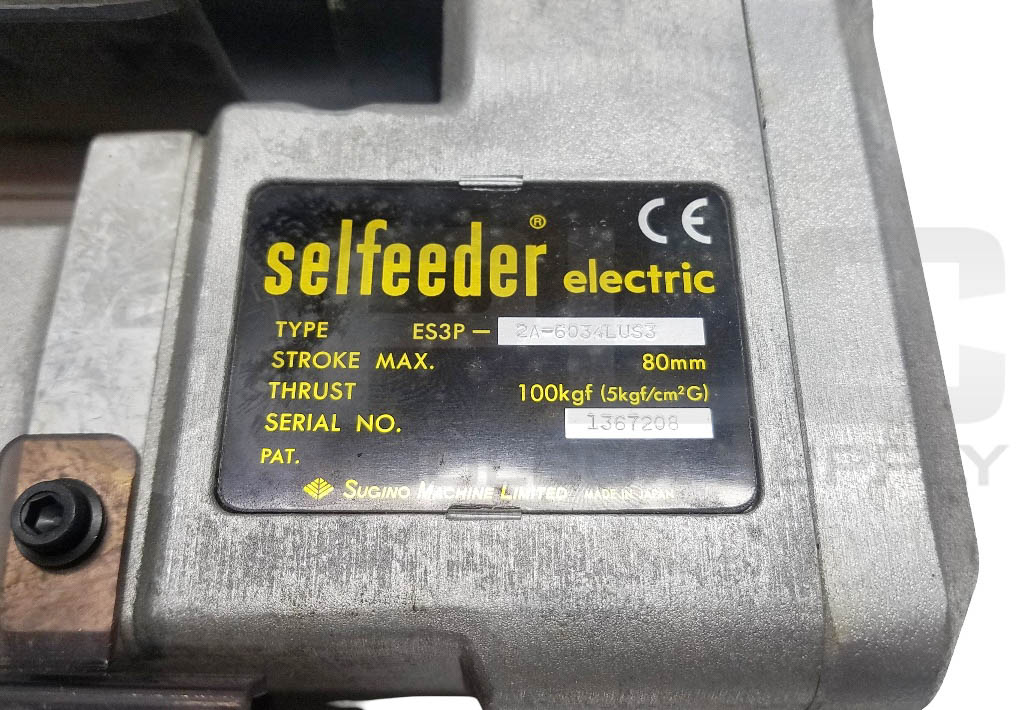 CE
selfeeder® electric
TYPE ES3P- 2A-6034LUS3
STROKE MAX. 80mm
THRUST 100kgf (5kgf/cm²G)
SERIAL NO. 1367208
PAT.
SUGINO MACHINE LIMITED MADE IN JAPAN